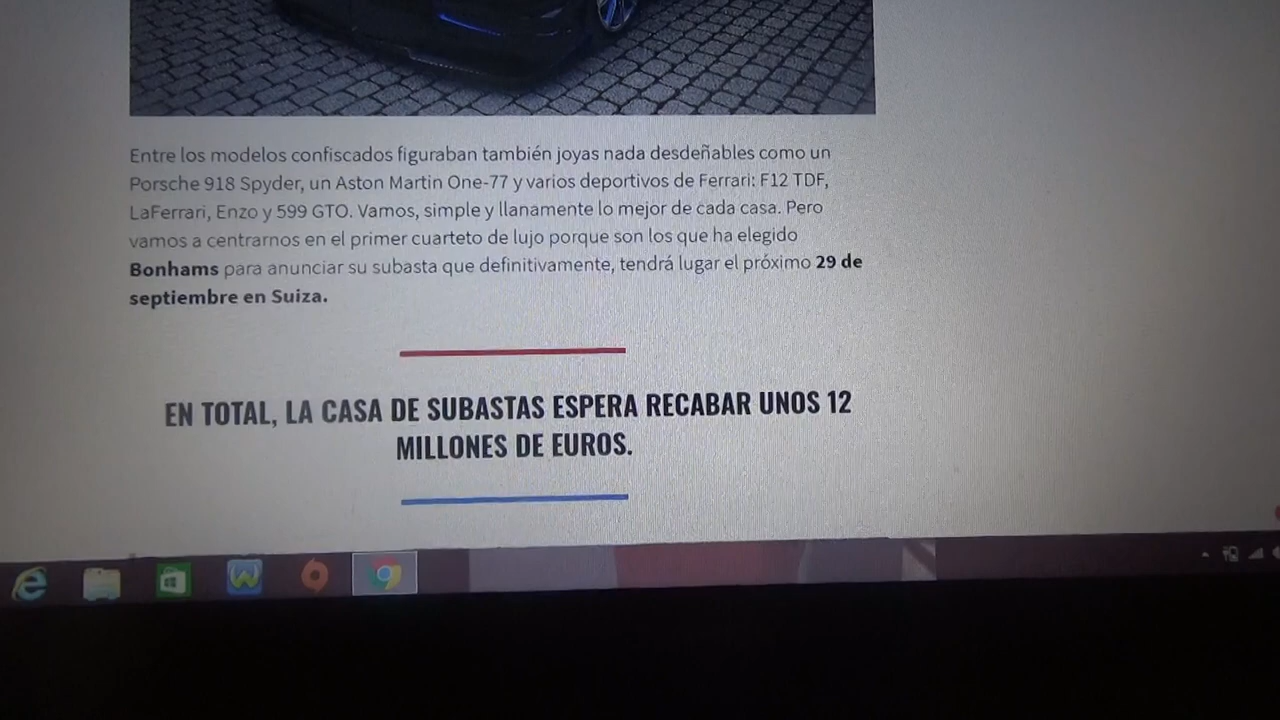 Entre los modelos confiscados figuraban también joyas nada desdeñables como un
Porsche 918 Spyder, un Aston Martin One-77 y varios deportivos de Ferrari: F12 TDF,
LaFerrari, Enzo y 599 GTO. Vamos, simple y llanamente lo mejor de cada casa. Pero
vamos a centrarnos en el primer cuarteto de lujo porque son los que ha elegido
Bonhams para anunciar su subasta que definitivamente, tendrá lugar el próximo 29 de
septiembre en Suiza.
EN TOTAL, LA CASA DE SUBASTAS ESPERA RECABAR UNOS 12
MILLONES DE EUROS.